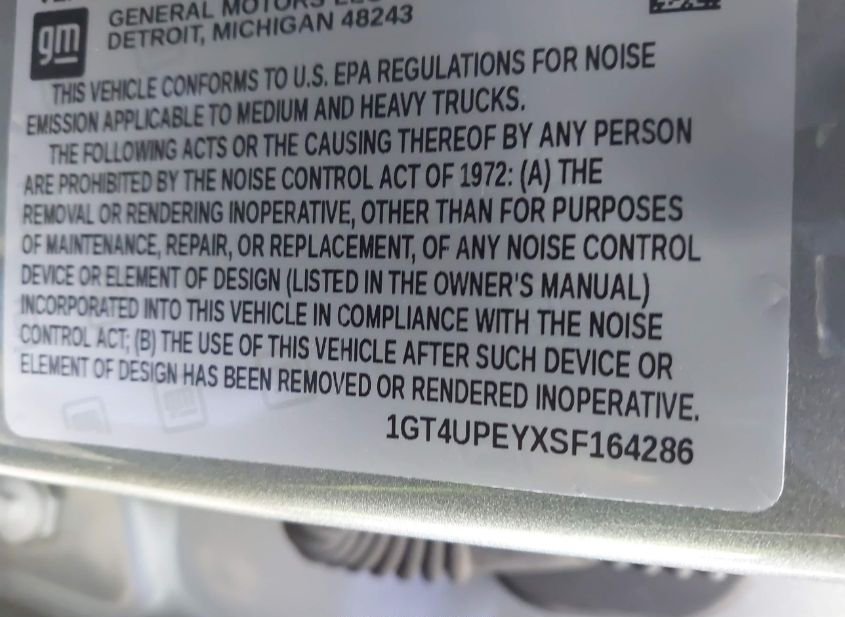 gm
GENERAL MOTORS LLC
DETROIT, MICHIGAN 48243
THIS VEHICLE CONFORMS TO U.S. EPA REGULATIONS FOR NOISE
EMISSION APPLICABLE TO MEDIUM AND HEAVY TRUCKS.
THE FOLLOWING ACTS OR THE CAUSING THEREOF BY ANY PERSON
ARE PROHIBITED BY THE NOISE CONTROL ACT OF 1972: (A) THE
REMOVAL OR RENDERING INOPERATIVE, OTHER THAN FOR PURPOSES
OF MAINTENANCE, REPAIR, OR REPLACEMENT, OF ANY NOISE CONTROL
DEVICE OR ELEMENT OF DESIGN (LISTED IN THE OWNER'S MANUAL)
INCORPORATED INTO THIS VEHICLE IN COMPLIANCE WITH THE NOISE
CONTROL ACT; (B) THE USE OF THIS VEHICLE AFTER SUCH DEVICE OR
ELEMENT OF DESIGN HAS BEEN REMOVED OR RENDERED INOPERATIVE.
1GT4UPEYXSF164286